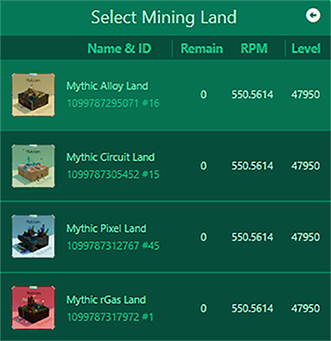 Select Mining Land
Name & ID Remain RPM Level
Mythic Alloy Land
1099787295071 #16
0 550.5614 47950
Mythic Circuit Land
1099787305452 #15
0 550.5614 47950
Mythic Pixel Land
1099787312767 #45
0 550.5614 47950
Mythic rGas Land
1099787317972 #1
0 550.5614 47950